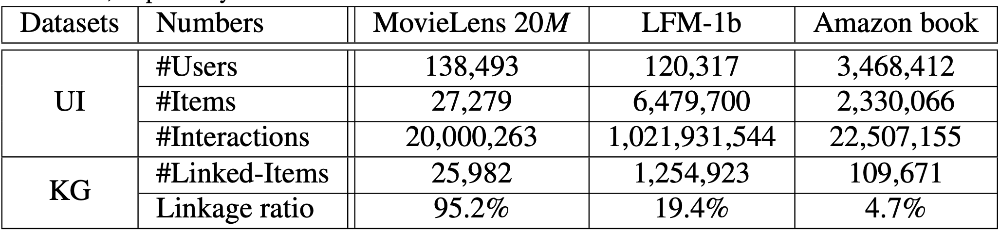 Datasets Numbers MovieLens 20M LFM-1b Amazon book
UI #Users 138,493 120,317 3,468,412
#Items 27,279 6,479,700 2,330,066
#Interactions 20,000,263 1,021,931,544 22,507,155
KG #Linked-Items 25,982 1,254,923 109,671
Linkage ratio 95.2% 19.4% 4.7%